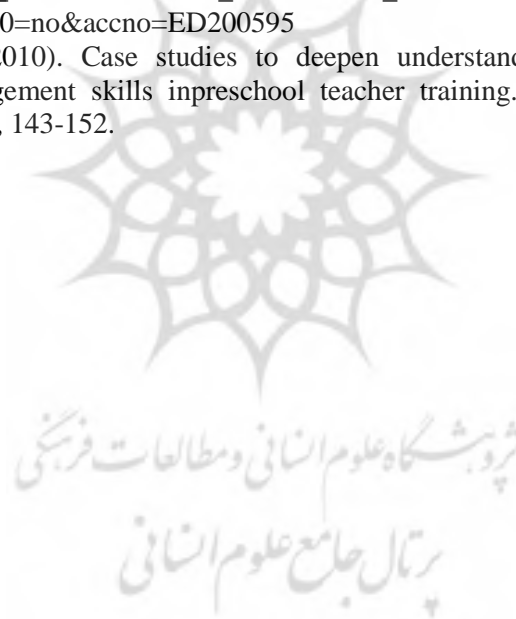 0=no&accno=ED200595
2010). Case studies to deepen understand
gement skills inpreschool teacher training.
, 143-152.
پژوهشگاه علوم انسانی و مطالعات فرهنگی
پرتال جامع علوم انسانی